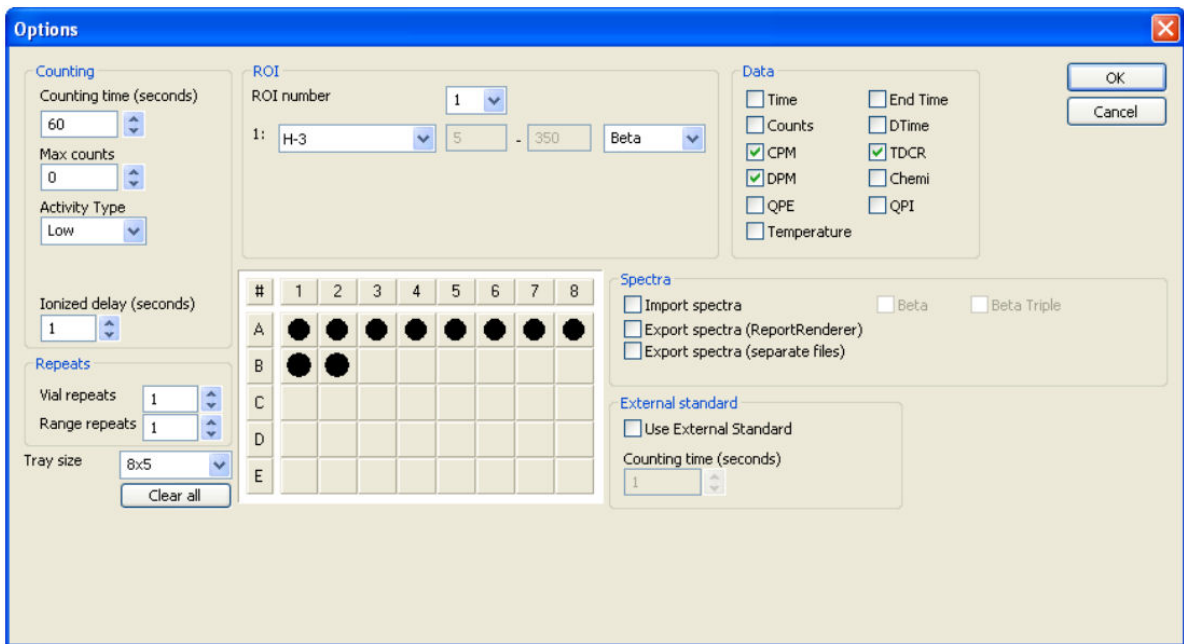 Options
Counting
Counting time (seconds)
60
Max counts
0
Activity Type
Low
Ionized delay (seconds)
1
Repeats
Vial repeats 1
Range repeats 1
Tray size 8x5
Clear all
ROI
ROI number 1
1: H-3 5 - 350 Beta
# 1 2 3 4 5 6 7 8
A
B
C
D
E
Data
Time End Time
Counts DTime
CPM TDCR
DPM Chemi
QPE QPI
Temperature
OK
Cancel
Spectra
Import spectra Beta Beta Triple
Export spectra (ReportRenderer)
Export spectra (separate files)
External standard
Use External Standard
Counting time (seconds)
1